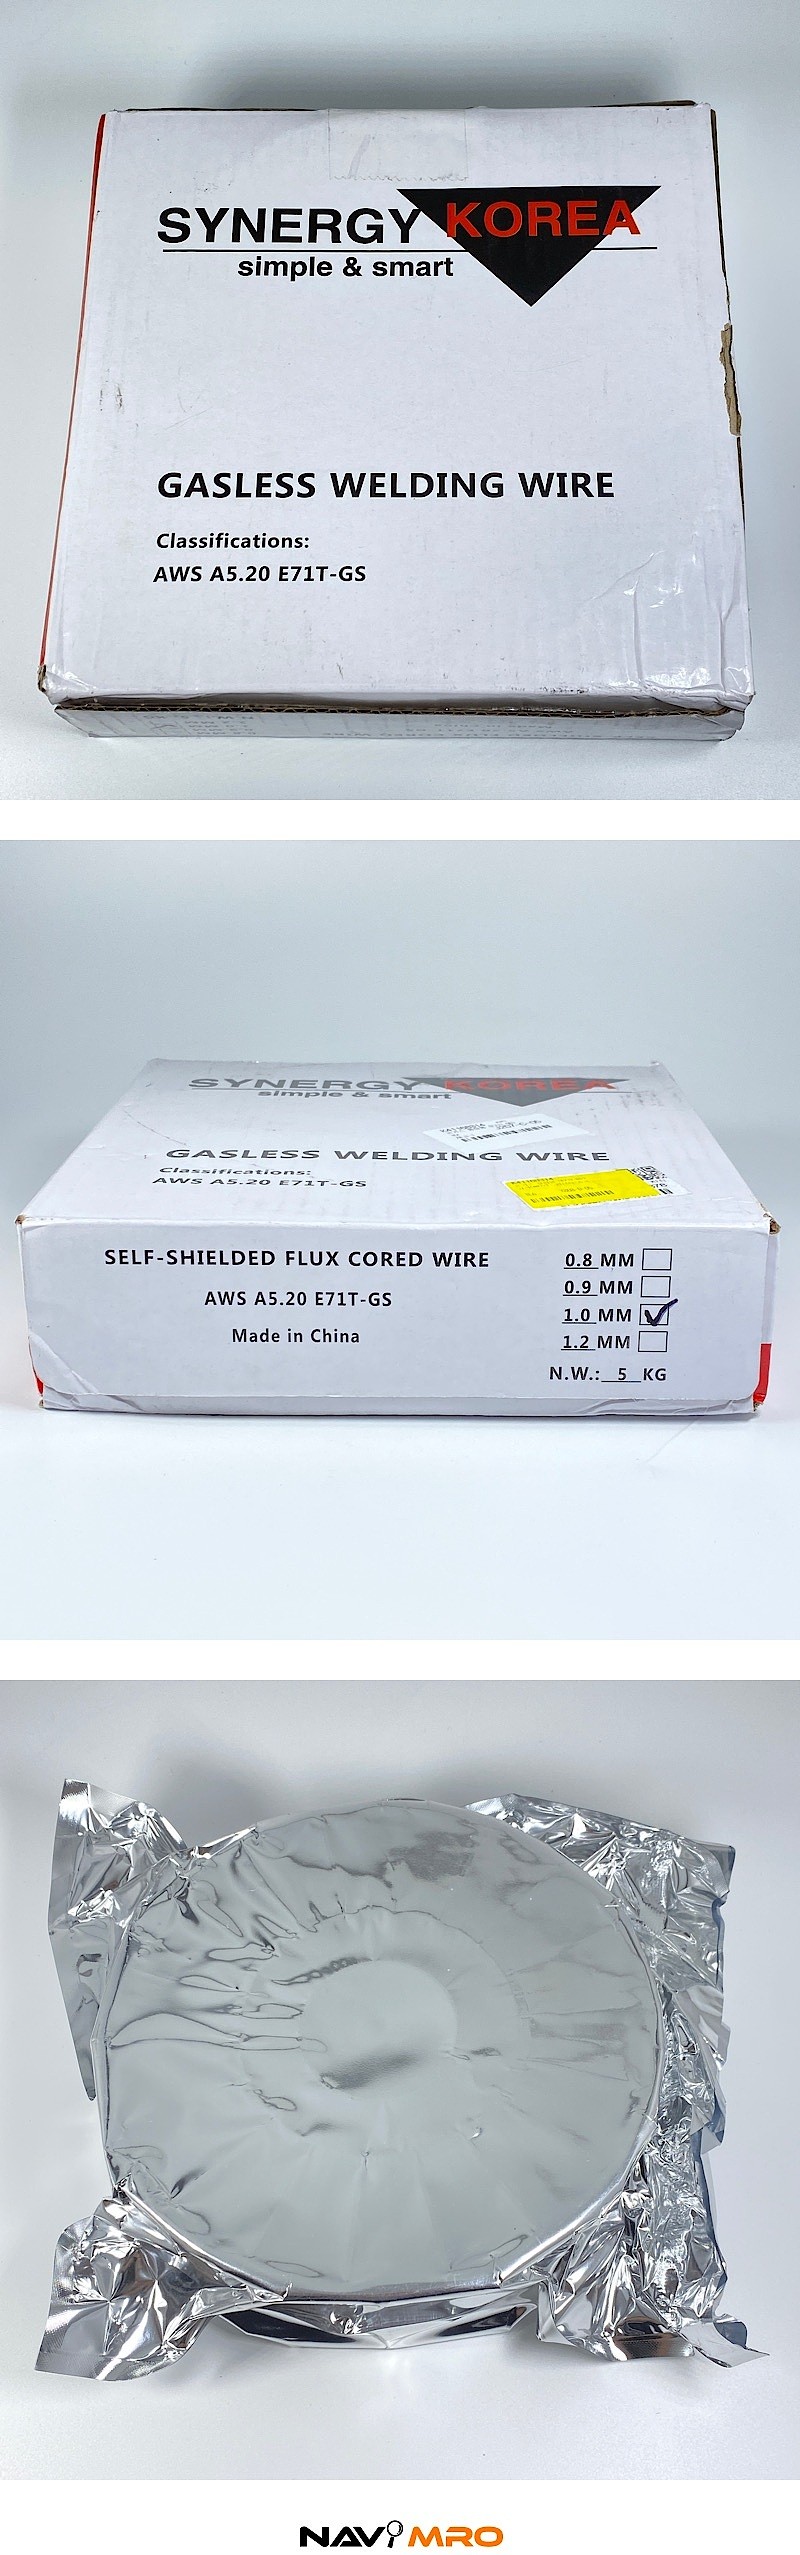 SYNERGY KOREA
simple & smart
GASLESS WELDING WIRE
Classifications:
AWS A5.20 E71T-GS
SYNERGY KOREA
simple & smart
GASLESS WELDING WIRE
Classifications:
AWS A5.20 E71T-GS
SELF-SHIELDED FLUX CORED WIRE
AWS A5.20 E71T-GS
Made in China
0.8 MM
0.9 MM
1.0 MM
1.2 MM
N.W.: 5 KG
NAVI MRO